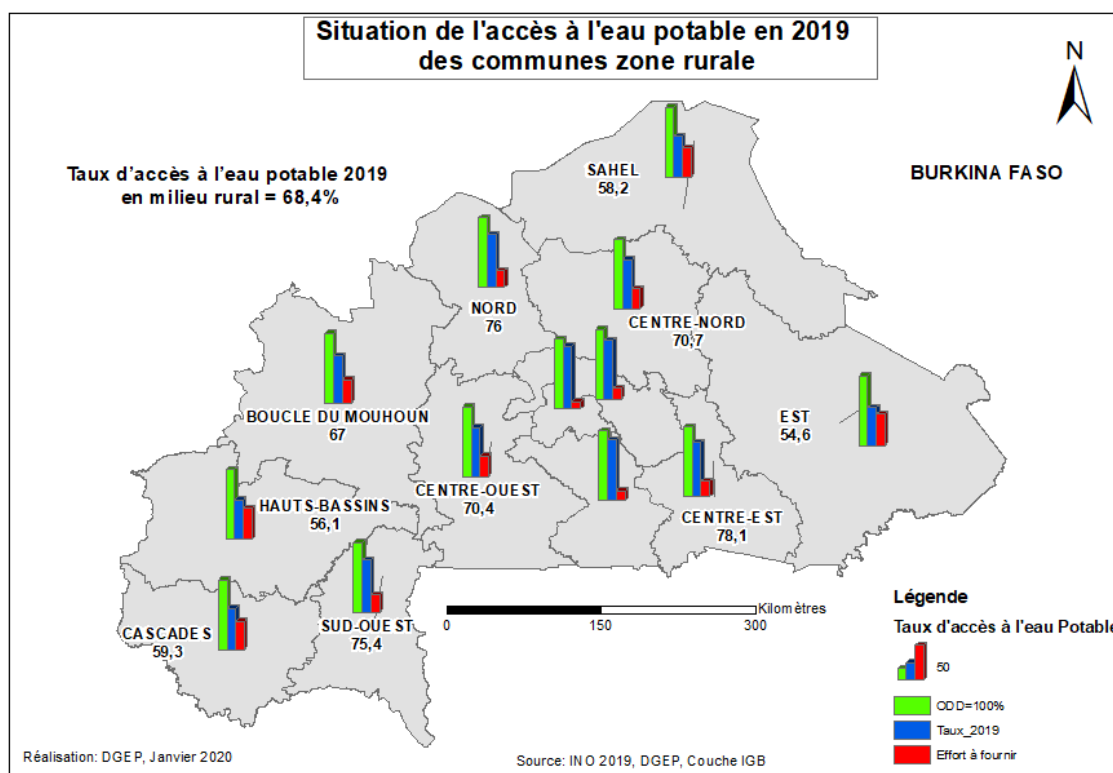 Situation de l'accès à l'eau potable en 2019
des communes zone rurale
N
Taux d'accès à l'eau potable 2019
en milieu rural = 68,4%
BURKINA FASO
SAHEL
58,2
NORD
76
CENTRE-NORD
70,7
BOUCLE DU MOUHOUN
67
EST
54,6
CENTRE-OUEST
70,4
HAUTS-BASSINS
56,1
CENTRE-EST
78,1
CASCADES
59,3
SUD-OUEST
75,4
Kilomètres
0 150 300
Légende
Taux d'accès à l'eau Potable
50
ODD=100%
Taux_2019
Effort à fournir
Réalisation: DGEP, Janvier 2020
Source: INO 2019, DGEP, Couche IGB